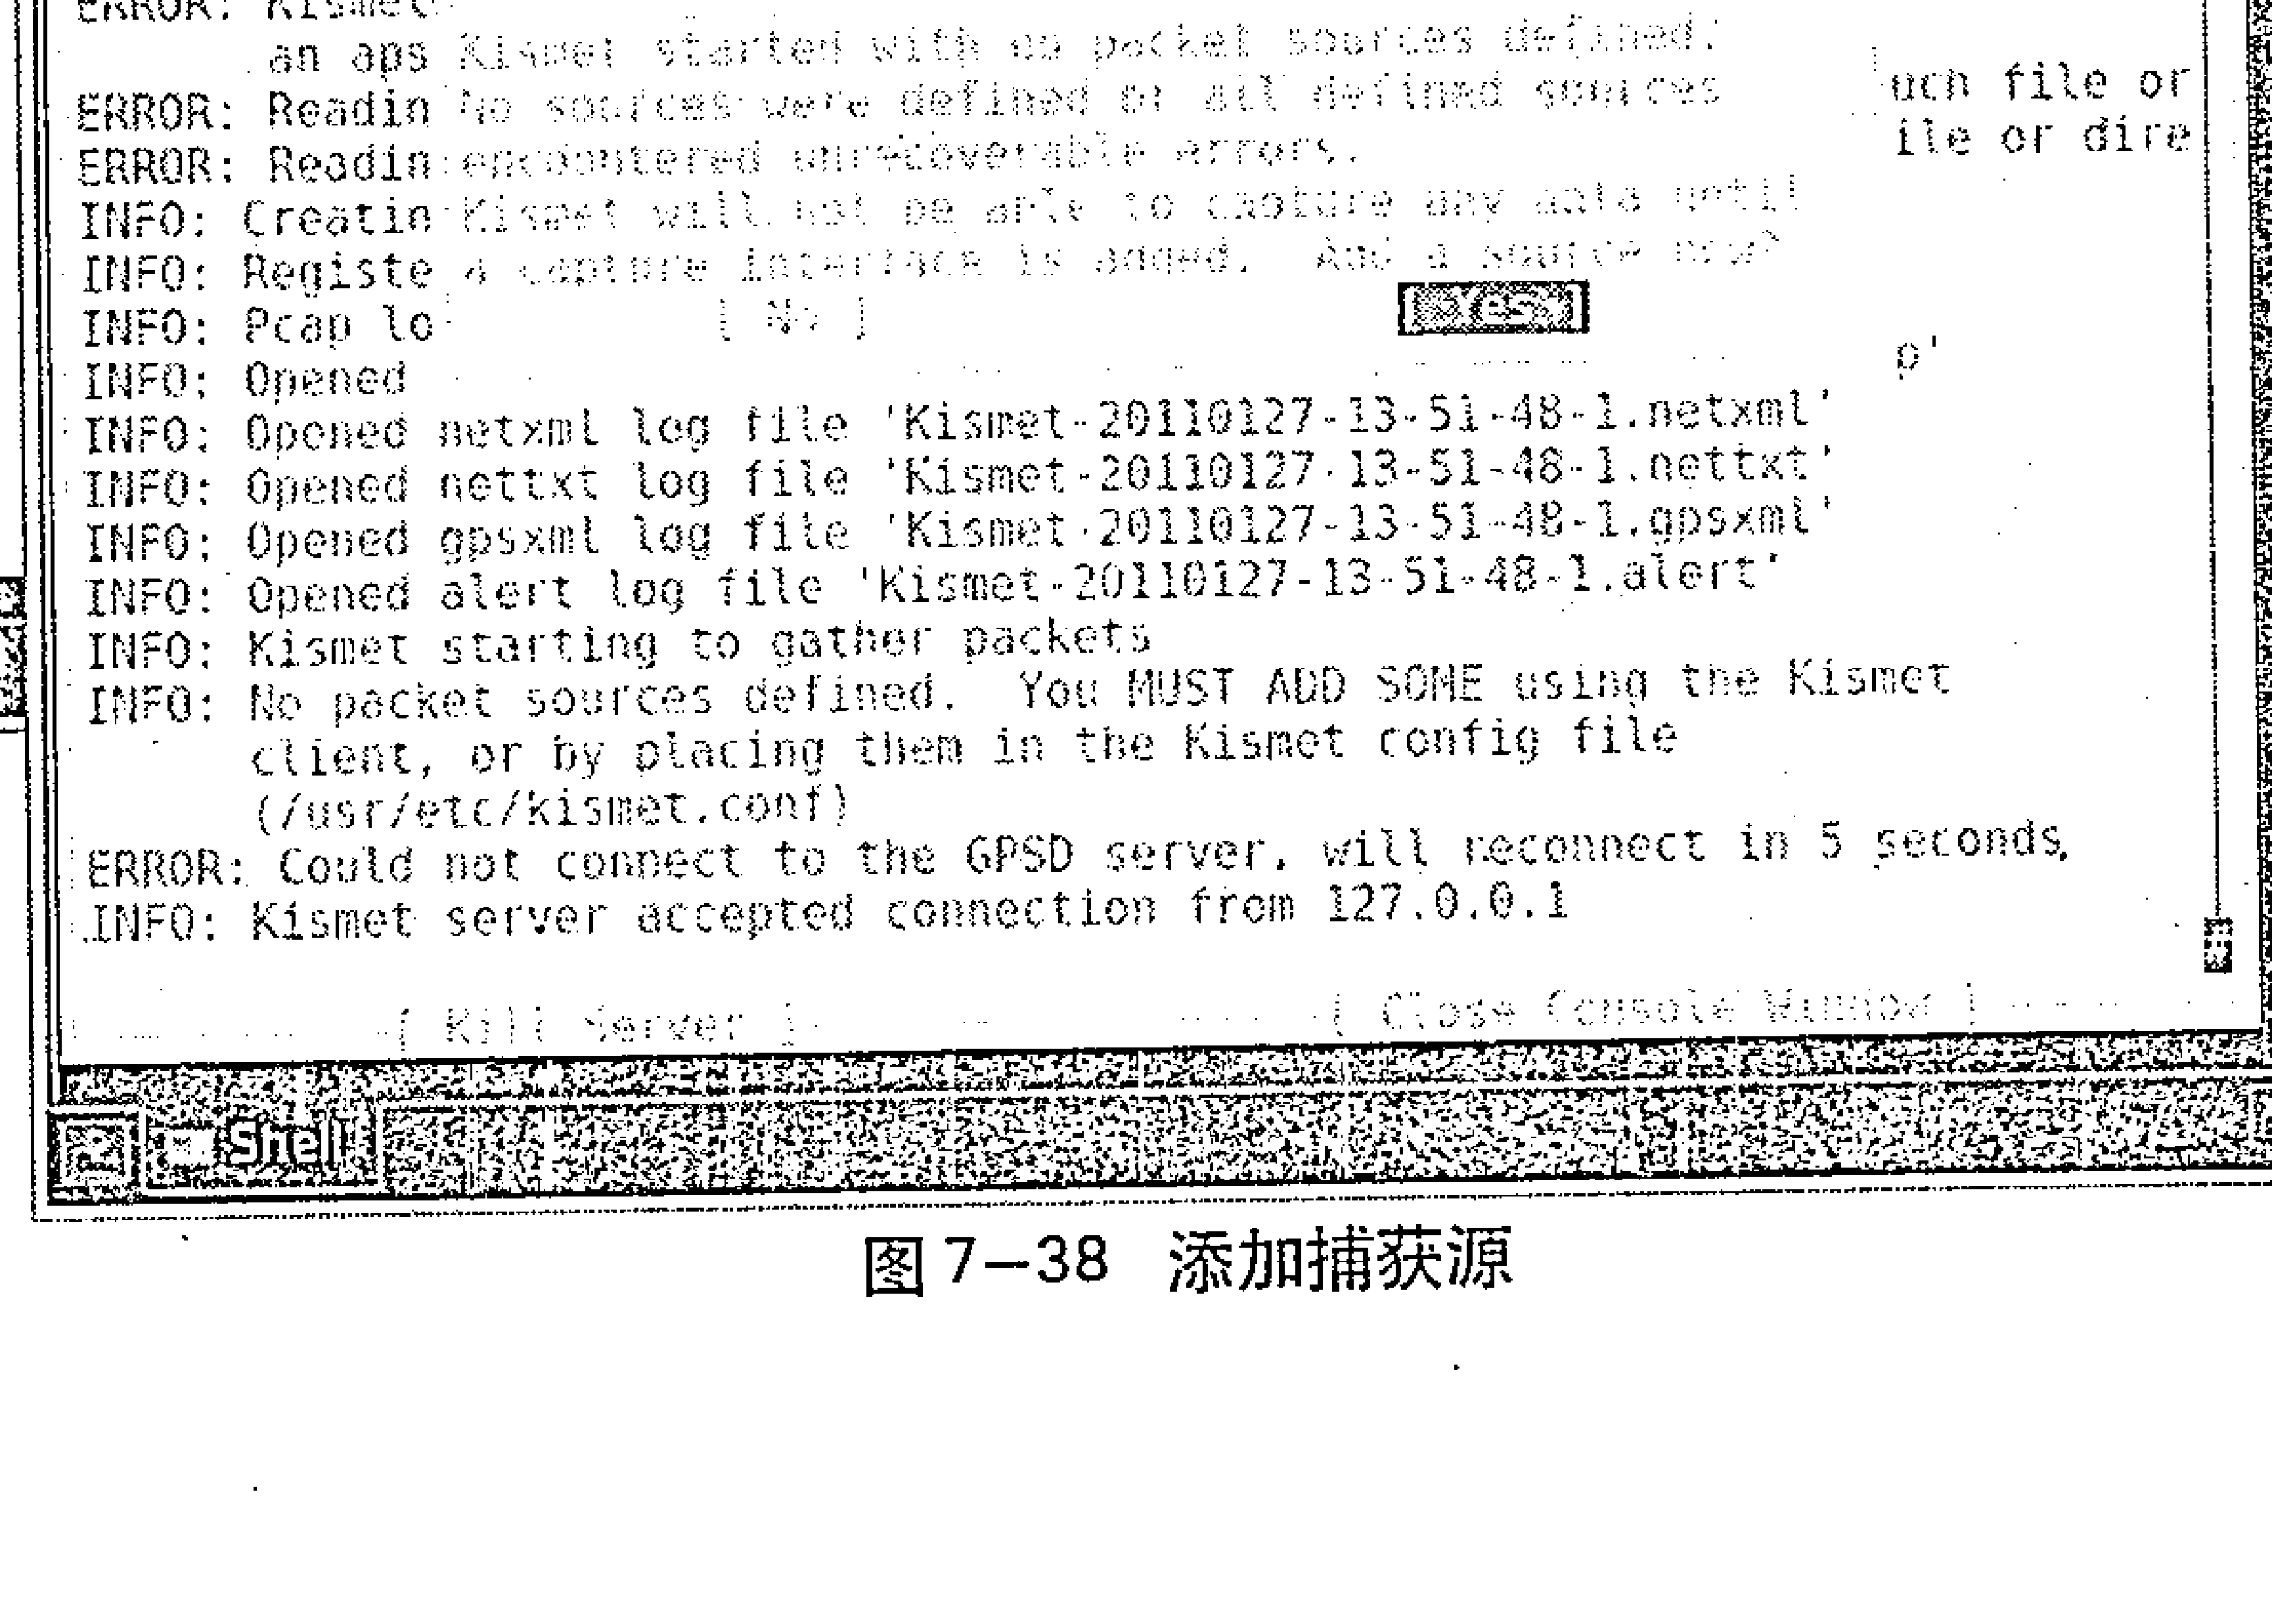 ERROR: Kismet
an aps Kismet started with no packet sources defined.
ERROR: Readin No sources were defined or all defined sources uch file or
ERROR: Readin encountered unrecoverable errors. ile or dire
INFO: Creatin Kismet will not be able to capture any data until
INFO: Registe a capture interface is added. Add a source now?
INFO: Pcap lo [ No ] [ Yes ]
INFO: Opened p'
INFO: Opened netxml log file 'Kismet-20110127-13-51-48-1.netxml'
INFO: Opened nettxt log file 'Kismet-20110127-13-51-48-1.nettxt'
INFO: Opened gpsxml log file 'Kismet-20110127-13-51-48-1.gpsxml'
INFO: Opened alert log file 'Kismet-20110127-13-51-48-1.alert'
INFO: Kismet starting to gather packets
INFO: No packet sources defined. You MUST ADD SOME using the Kismet
client, or by placing them in the Kismet config file
(/usr/etc/kismet.conf)
ERROR: Could not connect to the GPSD server, will reconnect in 5 seconds.
INFO: Kismet server accepted connection from 127.0.0.1
[ Kill Server ] [ Close Console Window ]
Shell
图 7-38 添加捕获源